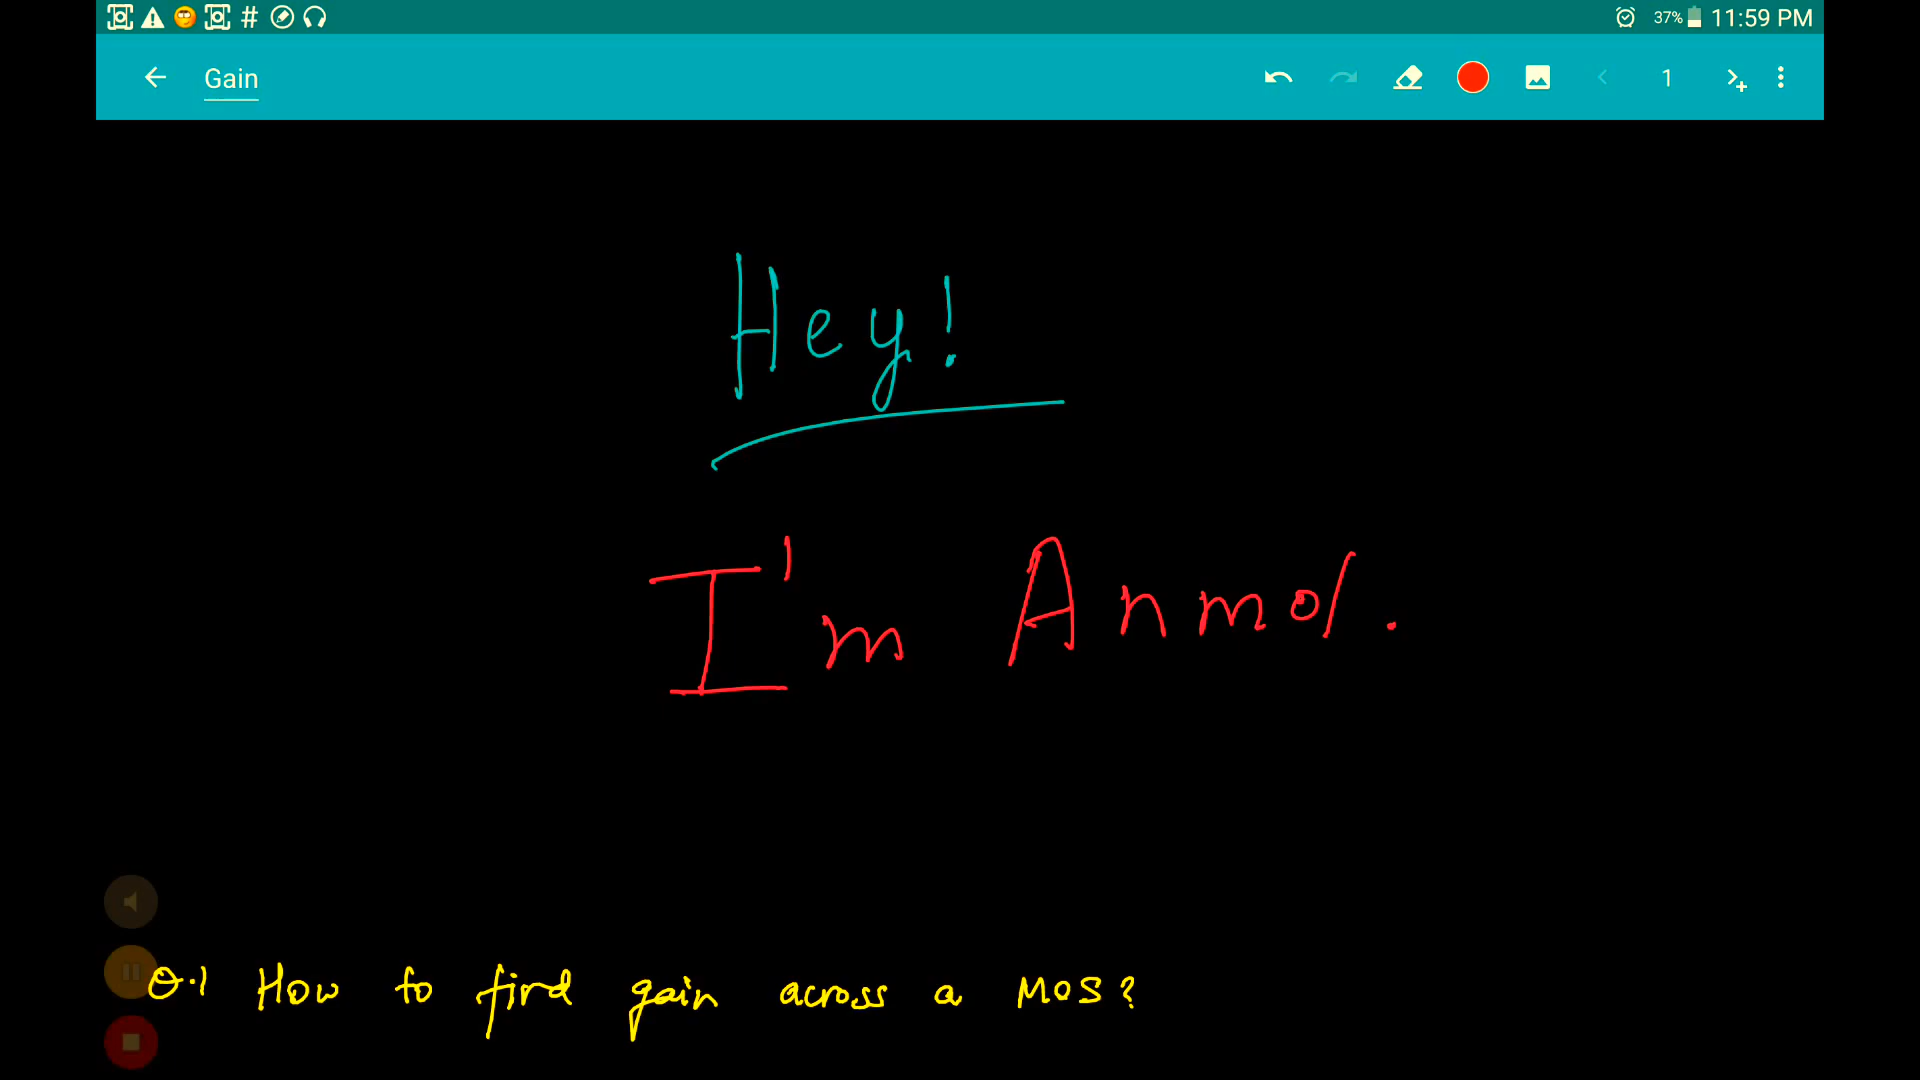 37% 11:59 PM
Gain 1
Hey!
I'm Anmol.
Q.1 How to find gain across a MOS?